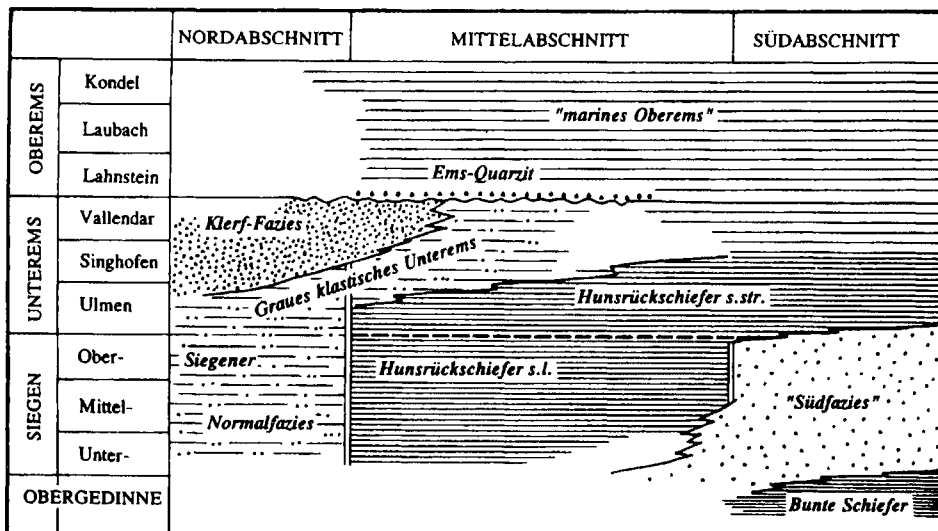 NORDABSCHNITT MITTELABSCHNITT SÜDABSCHNITT
OBEREMS
Kondel
Laubach
Lahnstein
"marines Oberems"
Ems-Quarzit
UNTEREMS
Vallendar
Singhofen
Ulmen
Klerf-Fazies
Graues klastisches Unterems
Hunsrückschiefer s.str.
SIEGEN
Ober-
Mittel-
Unter-
Siegener
Normalfazies
Hunsrückschiefer s.l.
"Südfazies"
OBERGEDINNE
Bunte Schiefer